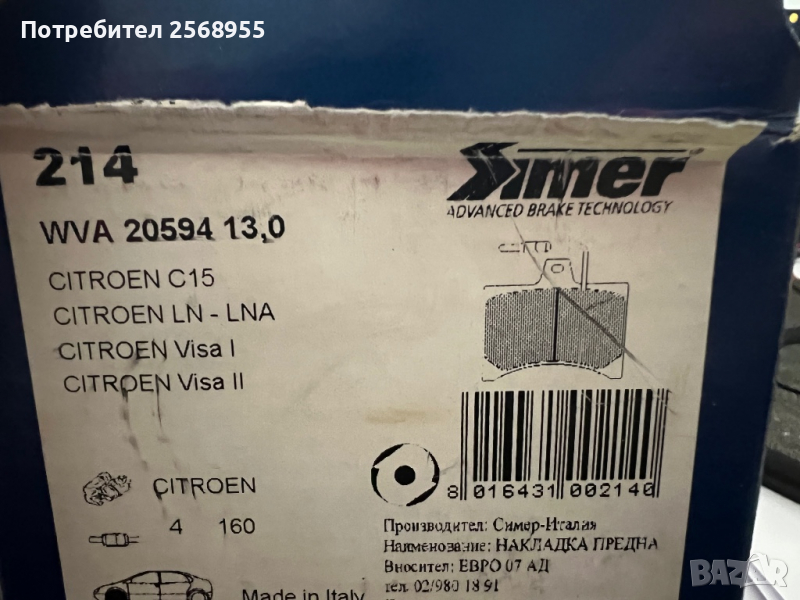 Потребител 2568955
214
Simer
ADVANCED BRAKE TECHNOLOGY
WVA 20594 13,0
CITROEN C15
CITROEN LN - LNA
CITROEN Visa I
CITROEN Visa II
CITROEN
4 160
8 016431 002140
Производител: Симер-Италия
Наименование: НАКЛАДКА ПРЕДНА
Вносител: ЕВРО 07 АД
тел. 02/980 18 91
Made in Italy
BAZAR